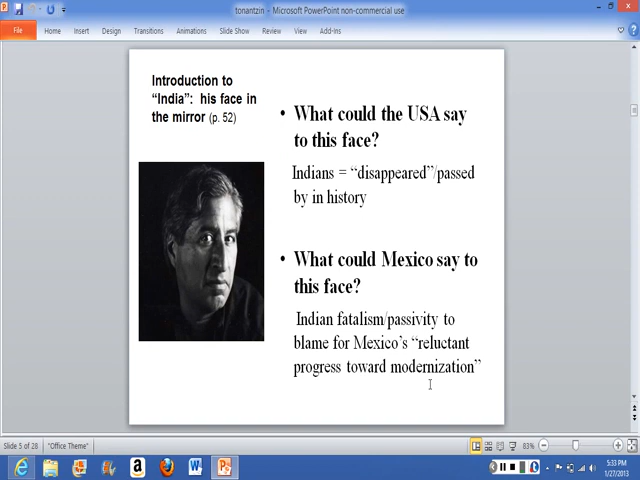 tonantzin - Microsoft PowerPoint non-commercial use
File Home Insert Design Transitions Animations Slide Show Review View Add-Ins
Introduction to
“India”: his face in
the mirror (p. 52)
• What could the USA say
to this face?
Indians = “disappeared”/passed
by in history
• What could Mexico say to
this face?
Indian fatalism/passivity to
blame for Mexico’s “reluctant
progress toward modernization”
Slide 5 of 28 "Office Theme" 83%
5:33 PM
1/27/2013